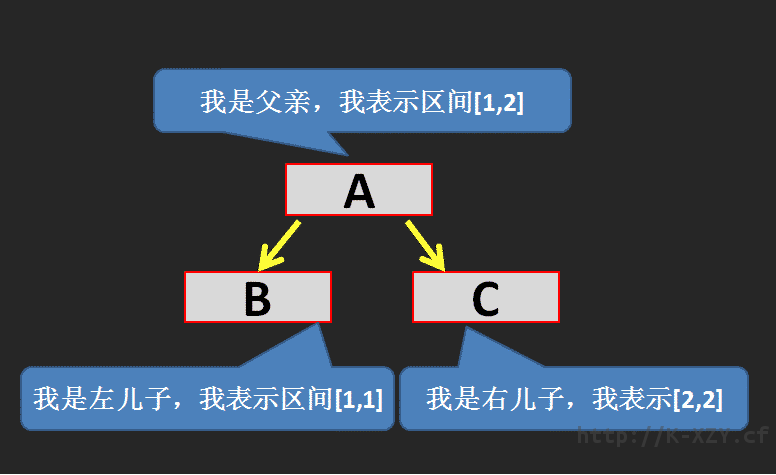 我是父亲，我表示区间[1,2]
A
B
C
我是左儿子，我表示区间[1,1]
我是右儿子，我表示[2,2]
http://K-XZY.cf